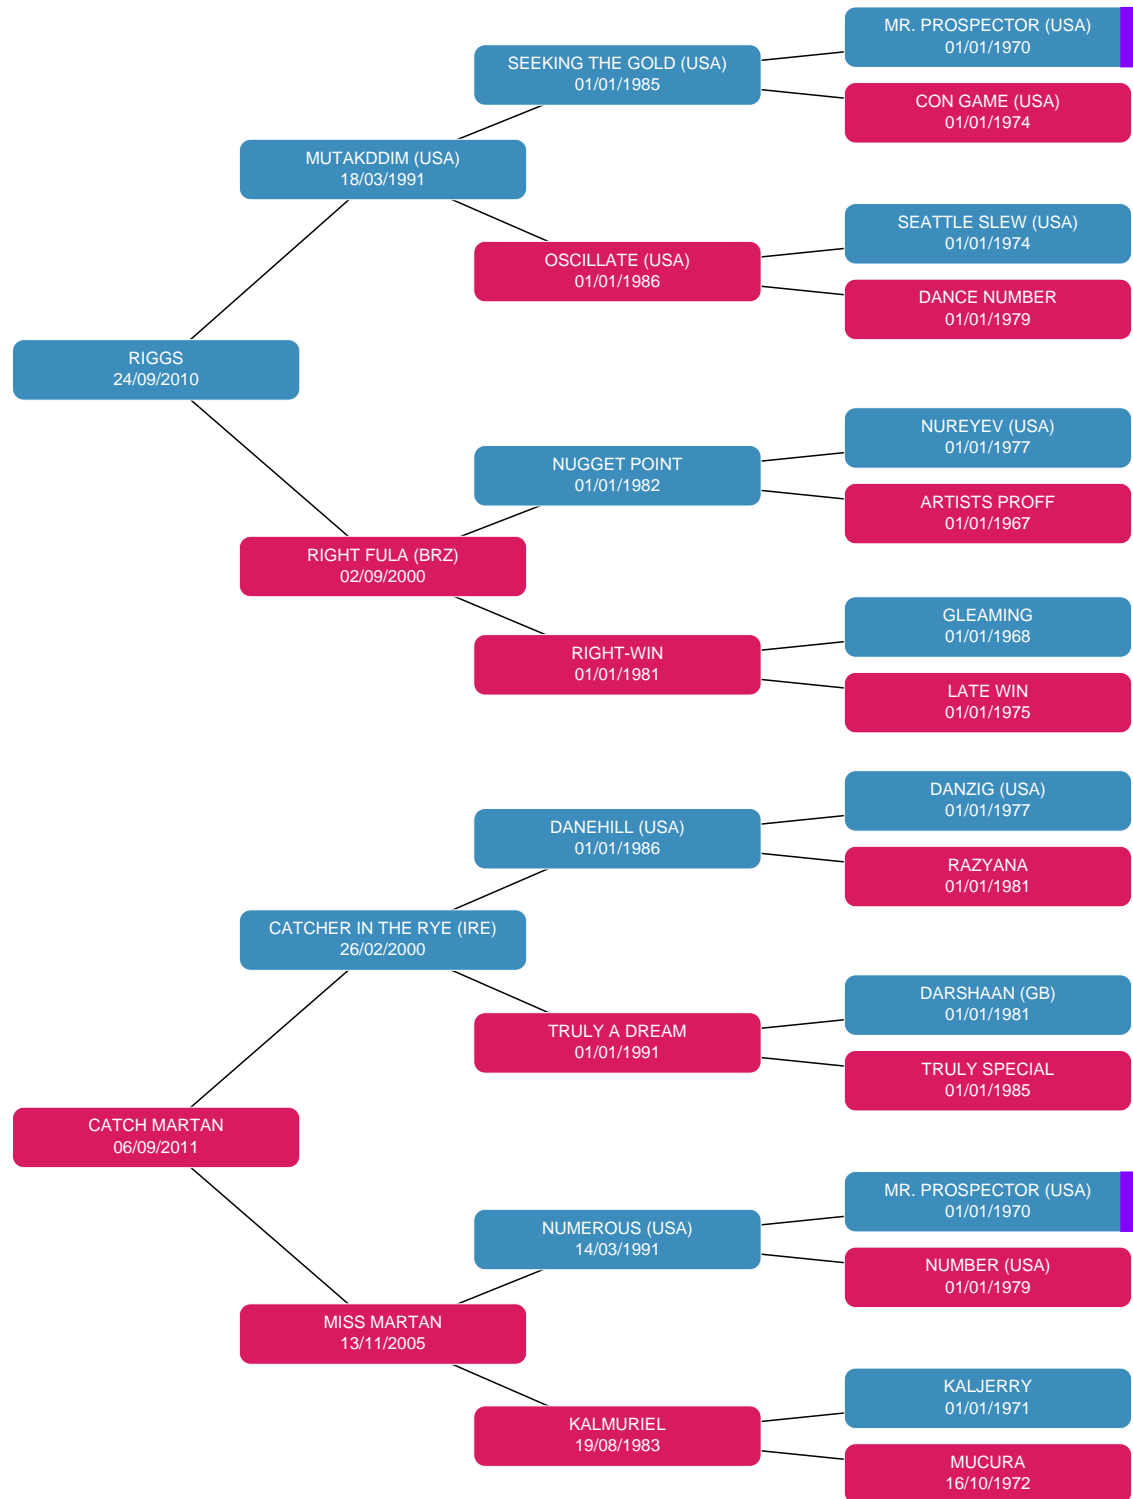 MR. PROSPECTOR (USA)
01/01/1970
SEEKING THE GOLD (USA)
01/01/1985
CON GAME (USA)
01/01/1974
MUTAKDDIM (USA)
18/03/1991
SEATTLE SLEW (USA)
01/01/1974
OSCILLATE (USA)
01/01/1986
DANCE NUMBER
01/01/1979
RIGGS
24/09/2010
NUREYEV (USA)
01/01/1977
NUGGET POINT
01/01/1982
ARTISTS PROFF
01/01/1967
RIGHT FULA (BRZ)
02/09/2000
GLEAMING
01/01/1968
RIGHT-WIN
01/01/1981
LATE WIN
01/01/1975
DANZIG (USA)
01/01/1977
DANEHILL (USA)
01/01/1986
RAZYANA
01/01/1981
CATCHER IN THE RYE (IRE)
26/02/2000
DARSHAAN (GB)
01/01/1981
TRULY A DREAM
01/01/1991
TRULY SPECIAL
01/01/1985
CATCH MARTAN
06/09/2011
MR. PROSPECTOR (USA)
01/01/1970
NUMEROUS (USA)
14/03/1991
NUMBER (USA)
01/01/1979
MISS MARTAN
13/11/2005
KALJERRY
01/01/1971
KALMURIEL
19/08/1983
MUCURA
16/10/1972